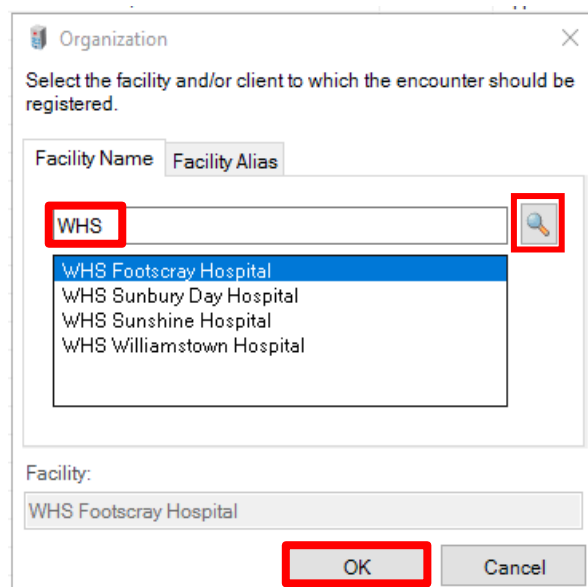 Organization
Select the facility and/or client to which the encounter should be
registered.
Facility Name Facility Alias
WHS
WHS Footscray Hospital
WHS Sunbury Day Hospital
WHS Sunshine Hospital
WHS Williamstown Hospital
Facility:
WHS Footscray Hospital
OK Cancel